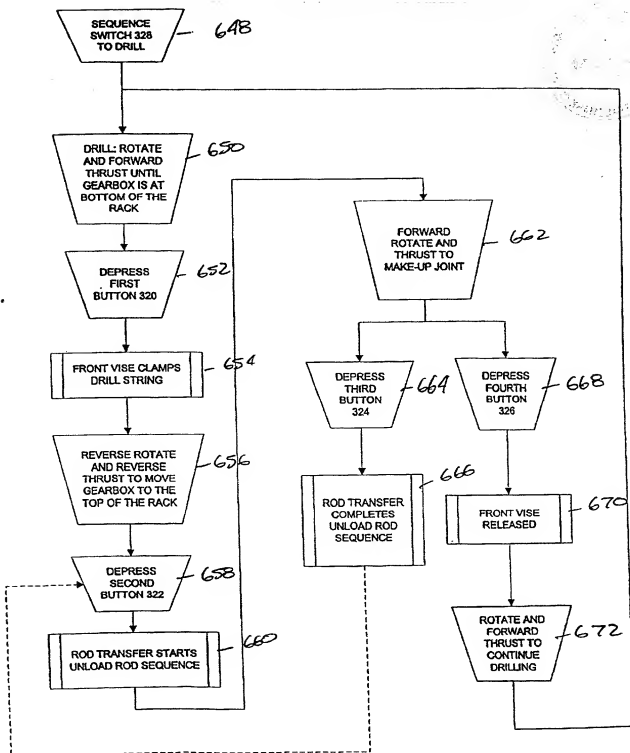 SEQUENCE
SWITCH 328
TO DRILL
648
DRILL: ROTATE
AND FORWARD
THRUST UNTIL
GEARBOX IS AT
BOTTOM OF THE
RACK
650
DEPRESS
FIRST
BUTTON 320
652
FRONT VISE CLAMPS
DRILL STRING
654
REVERSE ROTATE
AND REVERSE
THRUST TO MOVE
GEARBOX TO THE
TOP OF THE RACK
656
DEPRESS
SECOND
BUTTON 322
658
ROD TRANSFER STARTS
UNLOAD ROD SEQUENCE
660
FORWARD
ROTATE AND
THRUST TO
MAKE-UP JOINT
662
DEPRESS
THIRD
BUTTON
324
664
ROD TRANSFER
COMPLETES
UNLOAD ROD
SEQUENCE
666
DEPRESS
FOURTH
BUTTON
326
668
FRONT VISE
RELEASED
670
ROTATE AND
FORWARD
THRUST TO
CONTINUE
DRILLING
672